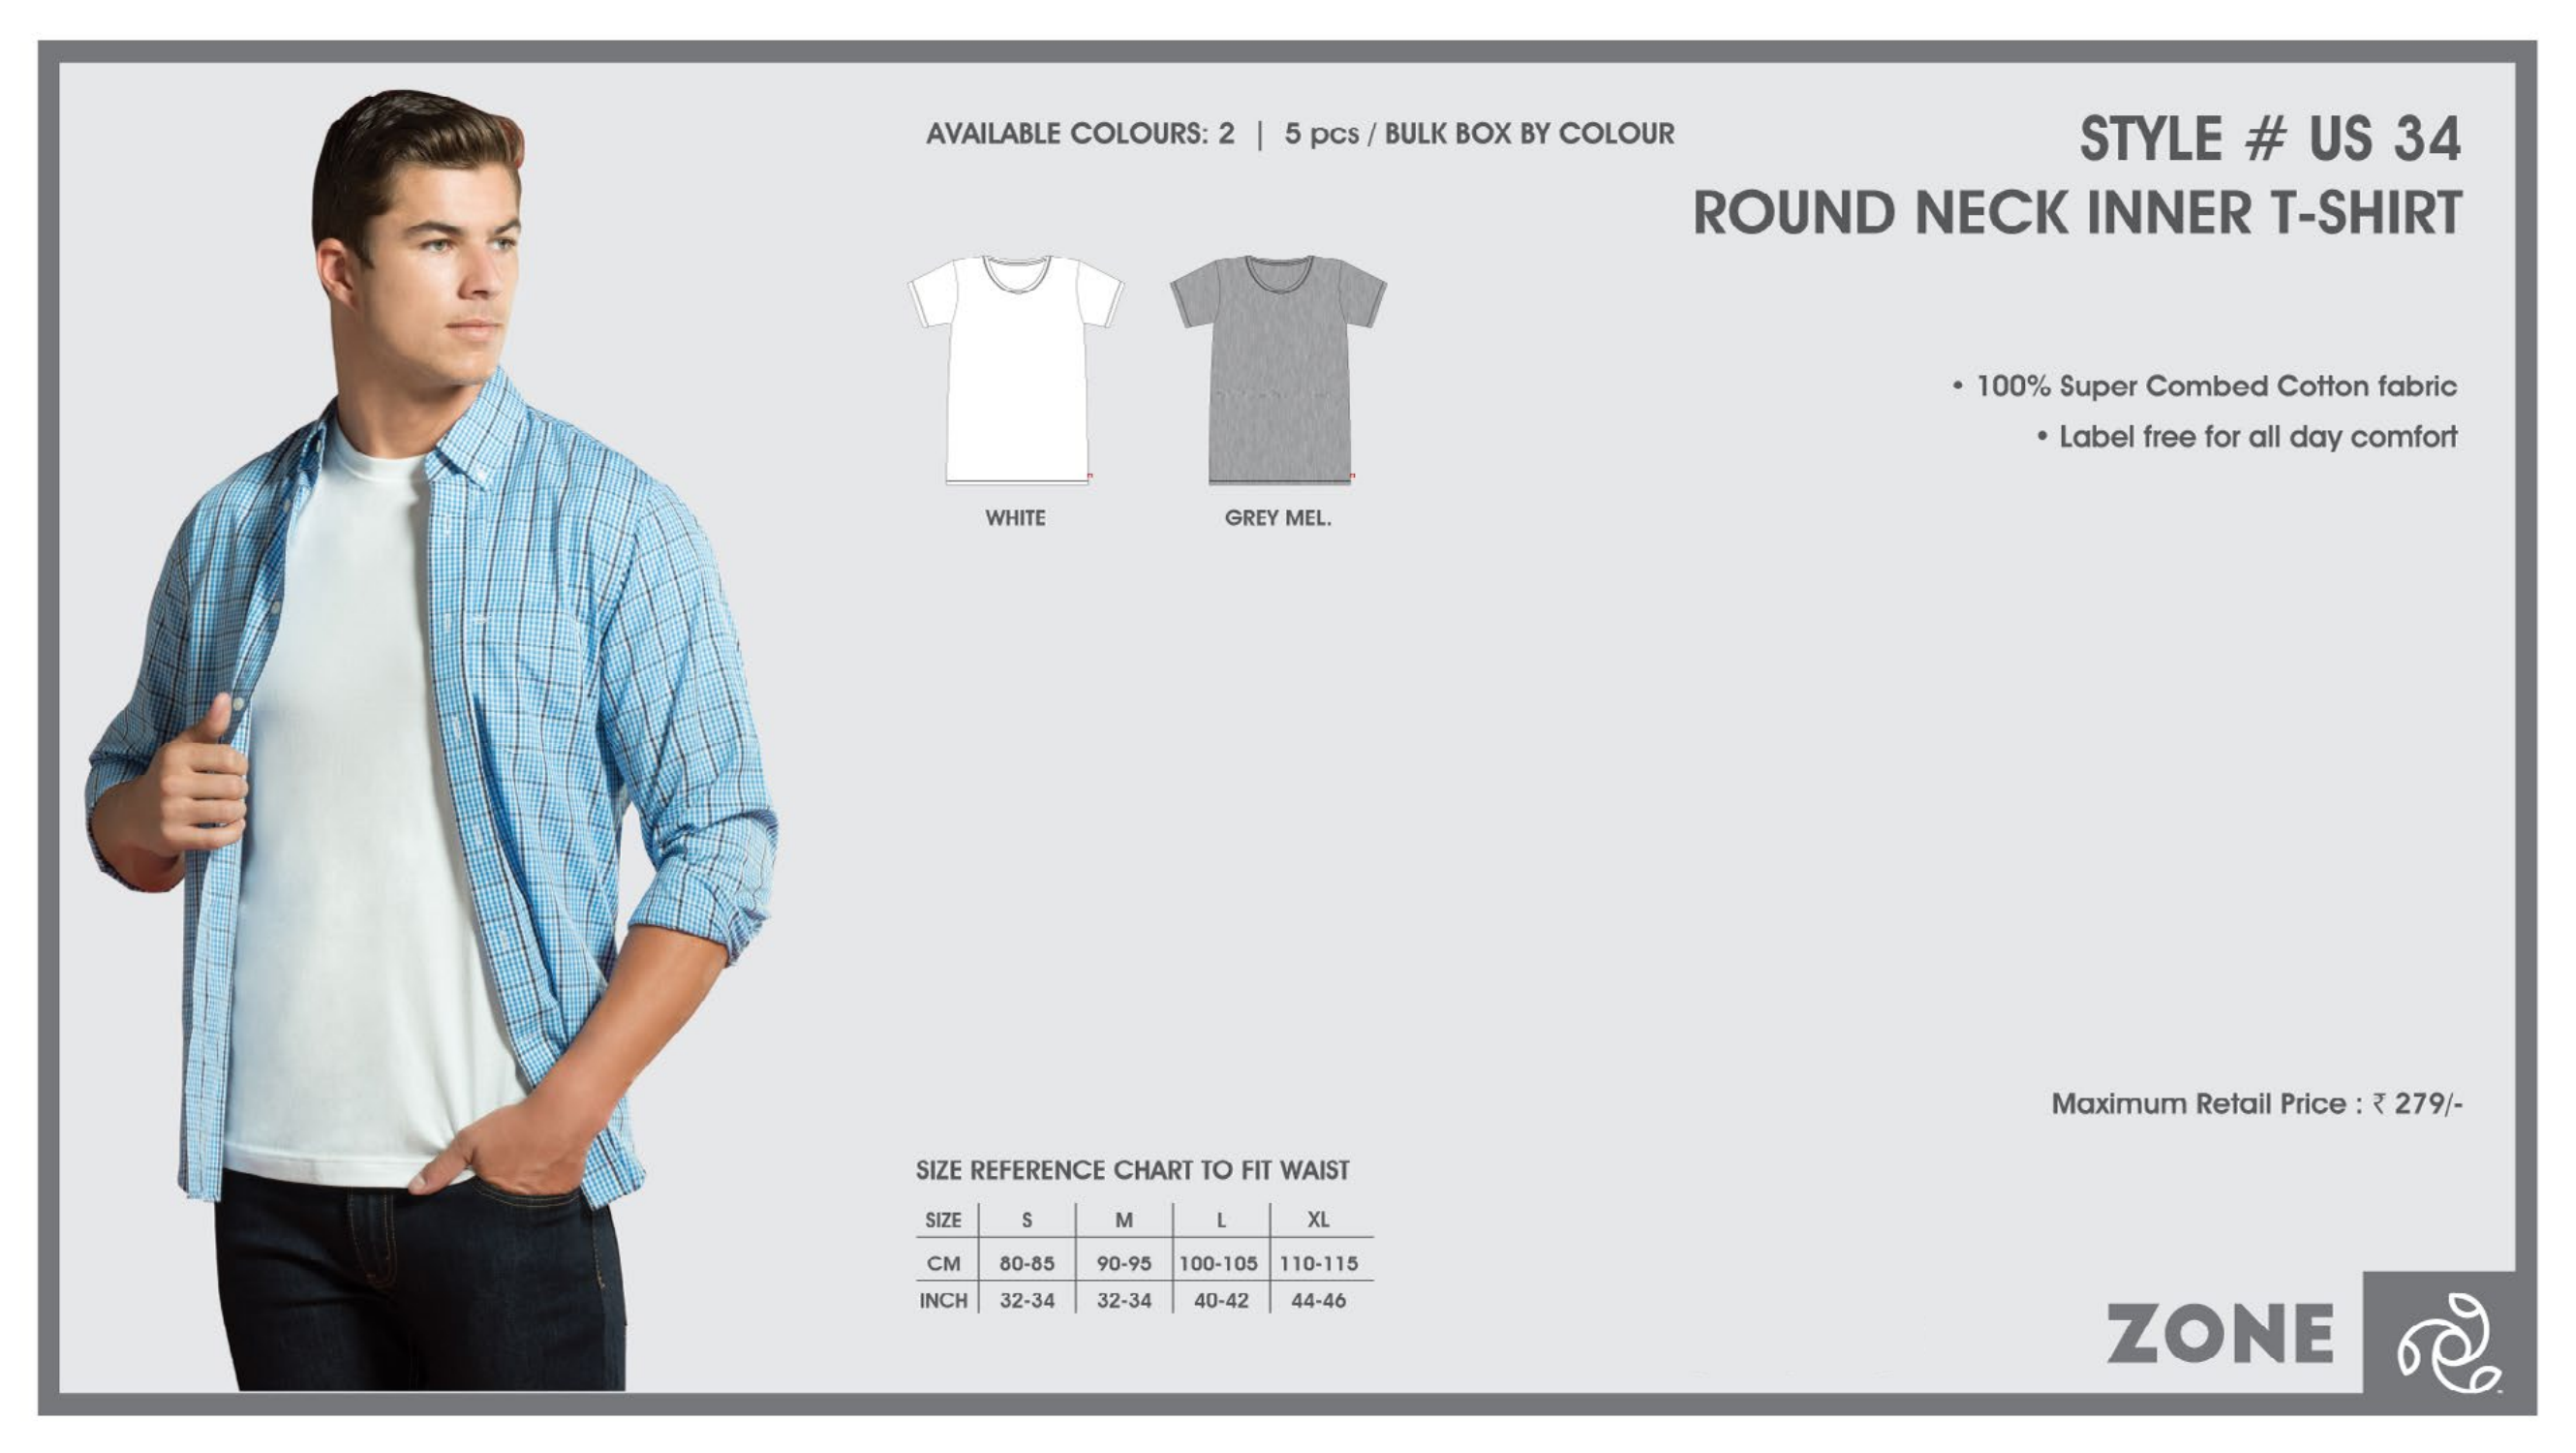 AVAILABLE COLOURS: 2 | 5 pcs / BULK BOX BY COLOUR
STYLE # US 34
ROUND NECK INNER T-SHIRT
WHITE
GREY MEL.
• 100% Super Combed Cotton fabric
• Label free for all day comfort
Maximum Retail Price : ₹ 279/-
SIZE REFERENCE CHART TO FIT WAIST
SIZE S M L XL
CM 80-85 90-95 100-105 110-115
INCH 32-34 32-34 40-42 44-46
ZONE